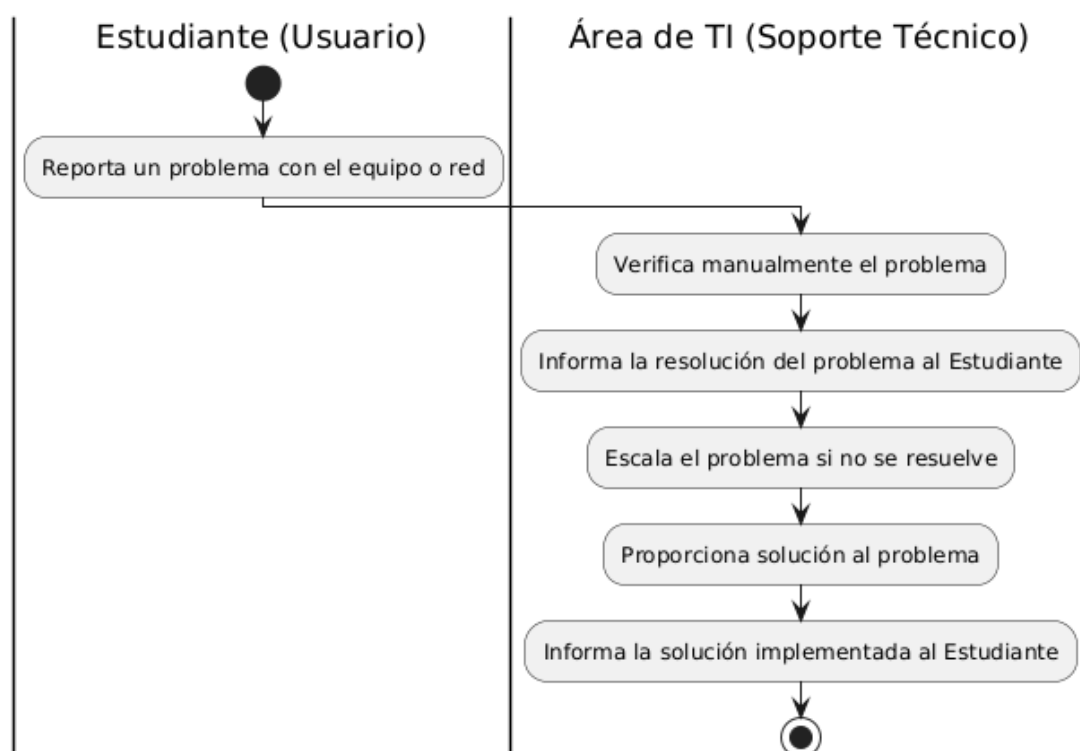 Estudiante (Usuario)
Área de TI (Soporte Técnico)
Reporta un problema con el equipo o red
Verifica manualmente el problema
Informa la resolución del problema al Estudiante
Escala el problema si no se resuelve
Proporciona solución al problema
Informa la solución implementada al Estudiante